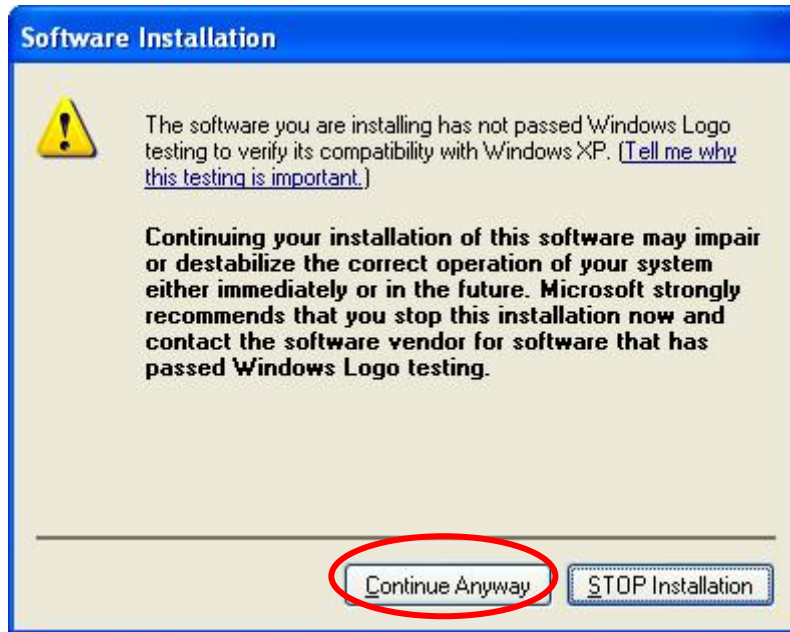 Software Installation
The software you are installing has not passed Windows Logo
testing to verify its compatibility with Windows XP. (Tell me why
this testing is important.)
Continuing your installation of this software may impair
or destabilize the correct operation of your system
either immediately or in the future. Microsoft strongly
recommends that you stop this installation now and
contact the software vendor for software that has
passed Windows Logo testing.
Continue Anyway
STOP Installation